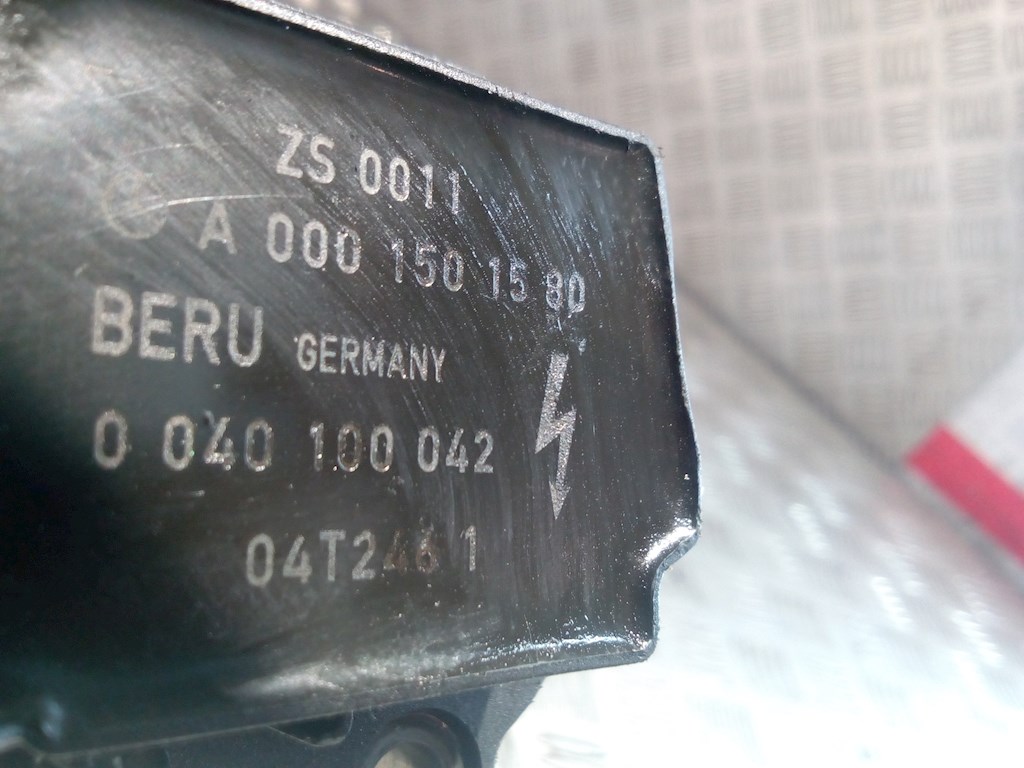 ZS 0011
A 000 150 15 80
BERU GERMANY
0 040 100 042
04T246 1